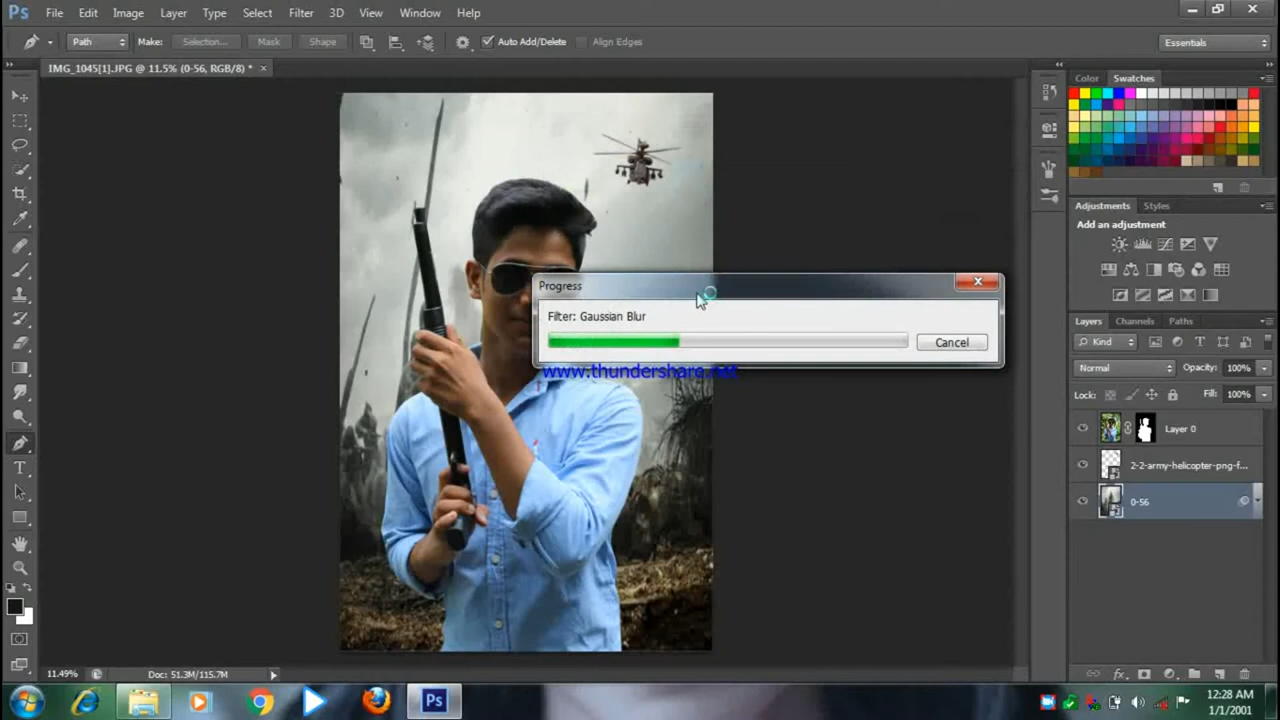 Ps File Edit Image Layer Type Select Filter 3D View Window Help
Path Make: Selection... Mask Shape Auto Add/Delete Align Edges Essentials
IMG_1045[1].JPG @ 11.5% (0-56, RGB/8) *
Color Swatches
Adjustments Styles
Add an adjustment
Progress
Filter: Gaussian Blur
Cancel
www.thundershare.net
Layers Channels Paths
Kind
Normal Opacity: 100%
Lock: Fill: 100%
Layer 0
2-2-army-helicopter-png-f...
0-56
11.49% Doc: 51.3M/115.7M
Ps
12:28 AM
1/1/2001